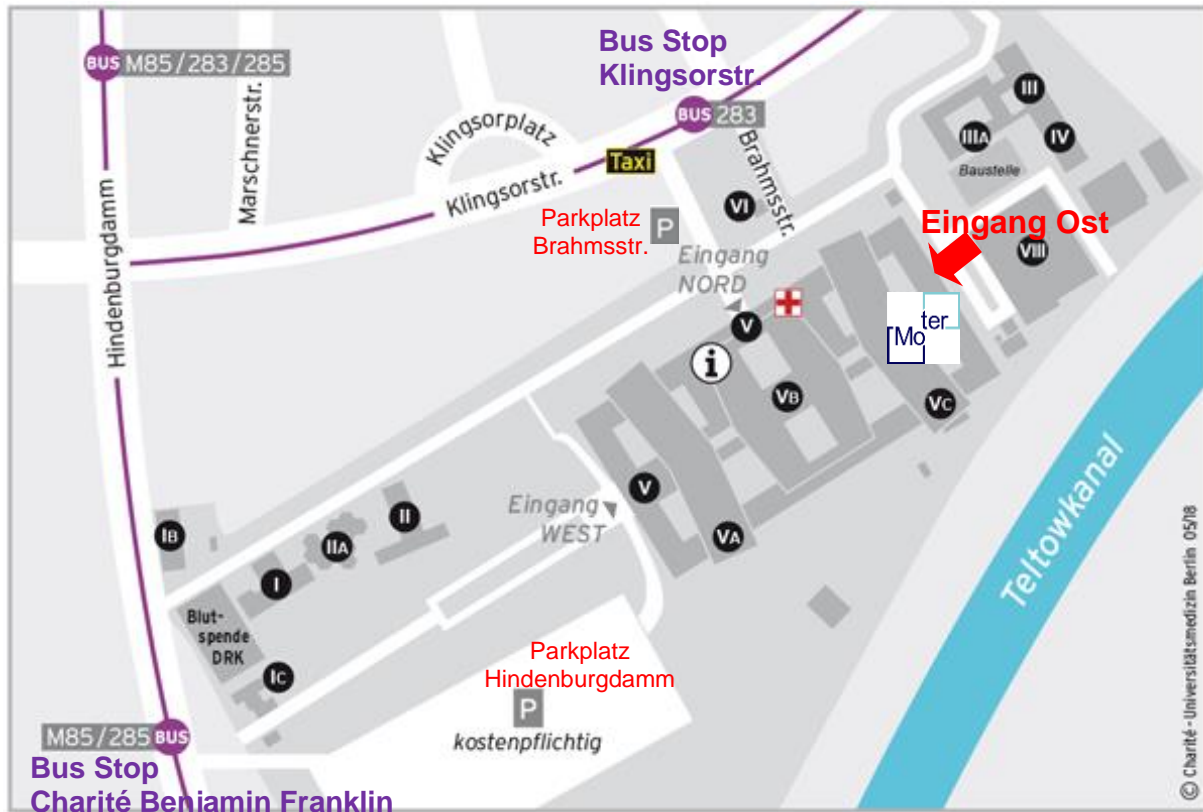 Bus Stop
Klingsorstr.
BUS M85/283/285
BUS 283
Marschnerstr.
Klingsorplatz
Taxi
Klingsorstr.
Brahmsstr.
III
IIIA
IV
Baustelle
VI
Parkplatz
Brahmsstr.
P
Eingang Ost
Hindenburgdamm
Eingang
NORD
VIII
V
i
Mo
ter
VB
VC
V
Eingang
WEST
VA
II
IIA
IB
I
Blut-
spende
DRK
IC
Teltowkanal
Parkplatz
Hindenburgdamm
P
kostenpflichtig
M85/285 BUS
Bus Stop
Charité Benjamin Franklin
© Charité - Universitätsmedizin Berlin 05/18